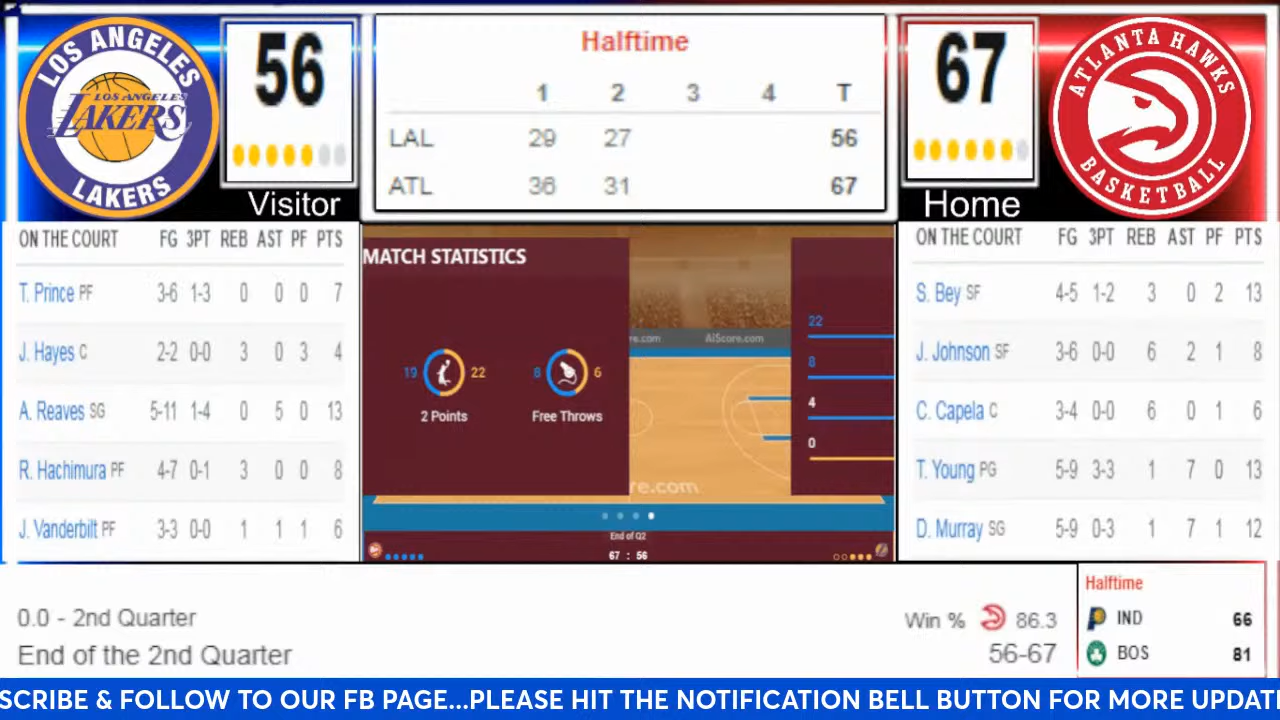 LOS ANGELES
LOS ANGELES
LAKERS
LAKERS
56
Visitor
Halftime
1 2 3 4 T
LAL 29 27 56
ATL 36 31 67
67
Home
ATLANTA HAWKS
BASKETBALL
ON THE COURT FG 3PT REB AST PF PTS
T. Prince PF 3-6 1-3 0 0 0 7
J. Hayes C 2-2 0-0 3 0 3 4
A. Reaves SG 5-11 1-4 0 5 0 13
R. Hachimura PF 4-7 0-1 3 0 0 8
J. Vanderbilt PF 3-3 0-0 1 1 1 6
MATCH STATISTICS
19 22
2 Points
8 6
Free Throws
re.com AiScore.com
re.com
22
8
4
0
End of Q2
67 : 56
ON THE COURT FG 3PT REB AST PF PTS
S. Bey SF 4-5 1-2 3 0 2 13
J. Johnson SF 3-6 0-0 6 2 1 8
C. Capela C 3-4 0-0 6 0 1 6
T. Young PG 5-9 3-3 1 7 0 13
D. Murray SG 5-9 0-3 1 7 1 12
0.0 - 2nd Quarter
End of the 2nd Quarter
Win % 86.3
56-67
Halftime
IND 66
BOS 81
SCRIBE & FOLLOW TO OUR FB PAGE...PLEASE HIT THE NOTIFICATION BELL BUTTON FOR MORE UPDAT